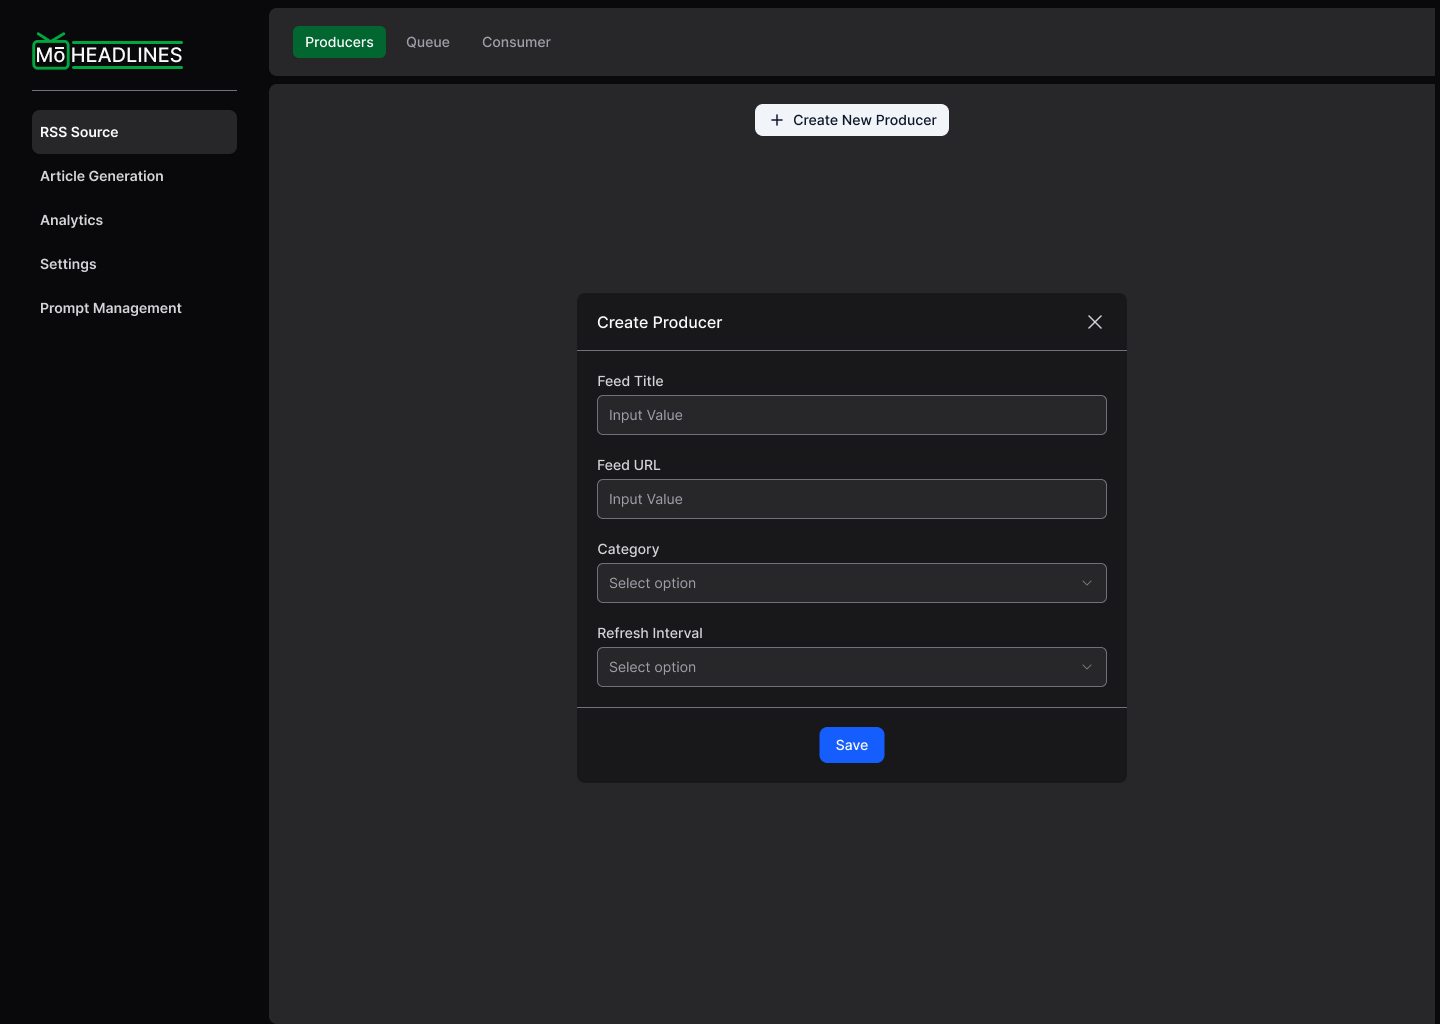 Mō HEADLINES
RSS Source
Article Generation
Analytics
Settings
Prompt Management
Producers
Queue
Consumer
Create New Producer
Create Producer
Feed Title
Input Value
Feed URL
Input Value
Category
Select option
Refresh Interval
Select option
Save